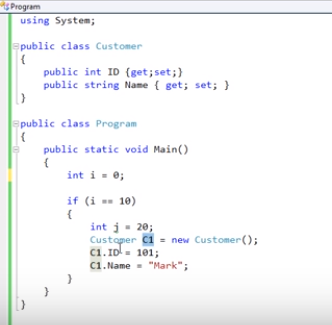 Program
using System;
public class Customer
{
public int ID {get;set;}
public string Name { get; set; }
}
public class Program
{
public static void Main()
{
int i = 0;
if (i == 10)
{
int j = 20;
Customer C1 = new Customer();
C1.ID = 101;
C1.Name = "Mark";
}
}
}